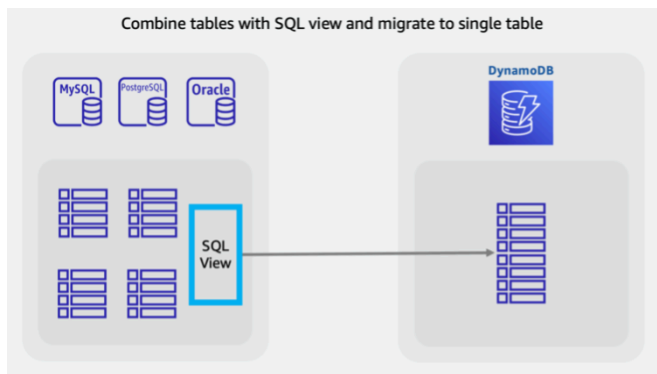 Combine tables with SQL view and migrate to single table
MySQL
PostgreSQL
Oracle
DynamoDB
SQL
View